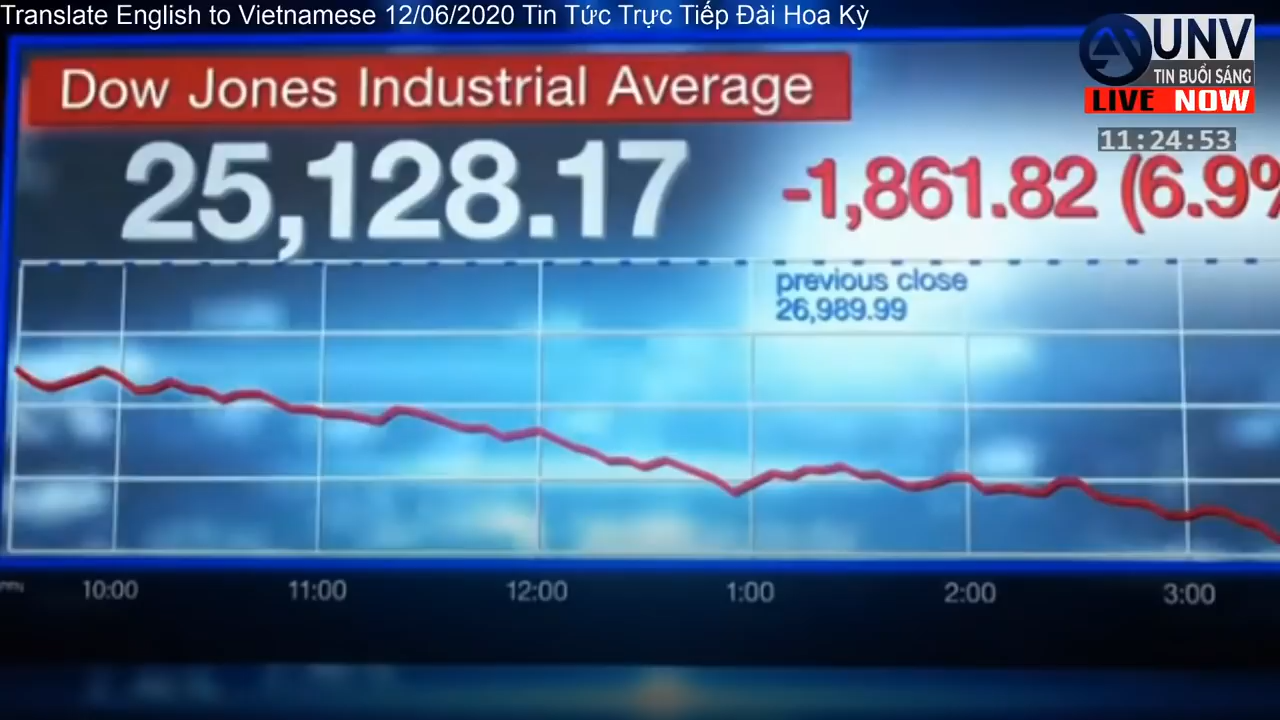 Translate English to Vietnamese 12/06/2020 Tin Tức Trực Tiếp Đài Hoa Kỳ
UNV
TIN BUỔI SÁNG
LIVE NOW
11:24:53
Dow Jones Industrial Average
25,128.17
-1,861.82 (6.9%
previous close
26,989.99
10:00 11:00 12:00 1:00 2:00 3:00